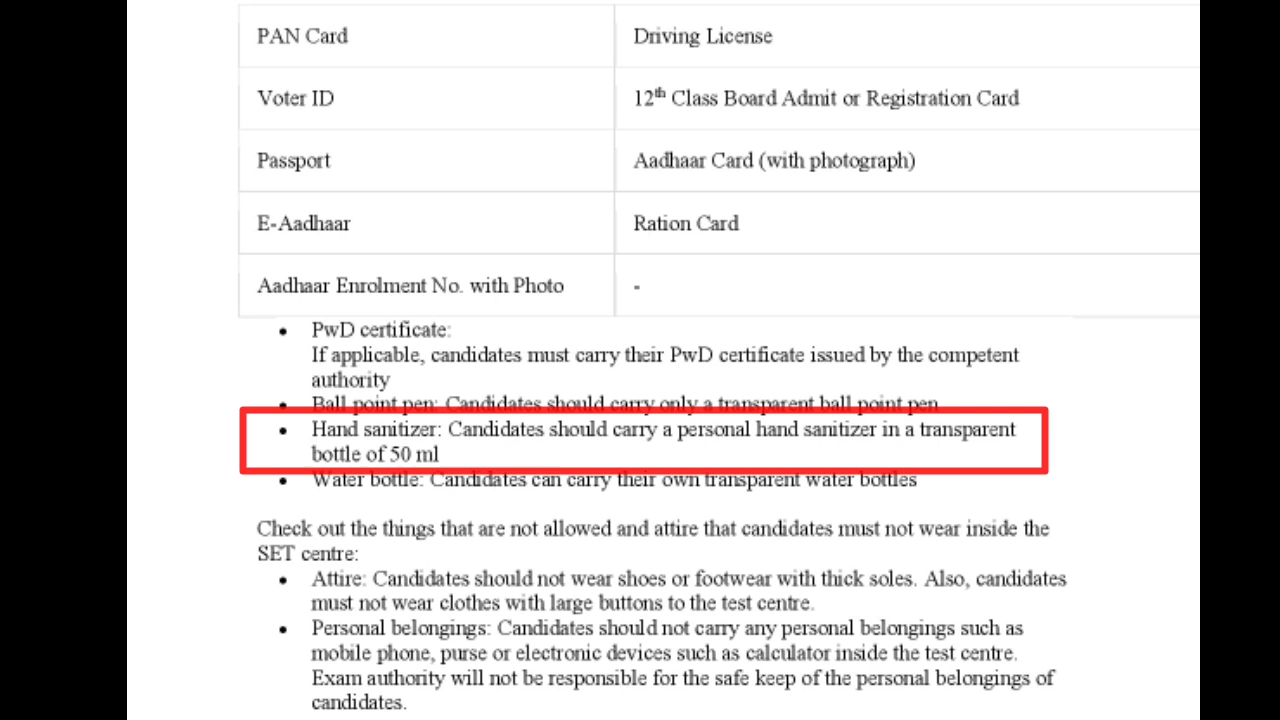 PAN Card Driving License
Voter ID 12th Class Board Admit or Registration Card
Passport Aadhaar Card (with photograph)
E-Aadhaar Ration Card
Aadhaar Enrolment No. with Photo -
• PwD certificate:
If applicable, candidates must carry their PwD certificate issued by the competent
authority
• Ball point pen: Candidates should carry only a transparent ball point pen
• Hand sanitizer: Candidates should carry a personal hand sanitizer in a transparent
bottle of 50 ml
• Water bottle: Candidates can carry their own transparent water bottles
Check out the things that are not allowed and attire that candidates must not wear inside the
SET centre:
• Attire: Candidates should not wear shoes or footwear with thick soles. Also, candidates
must not wear clothes with large buttons to the test centre.
• Personal belongings: Candidates should not carry any personal belongings such as
mobile phone, purse or electronic devices such as calculator inside the test centre.
Exam authority will not be responsible for the safe keep of the personal belongings of
candidates.